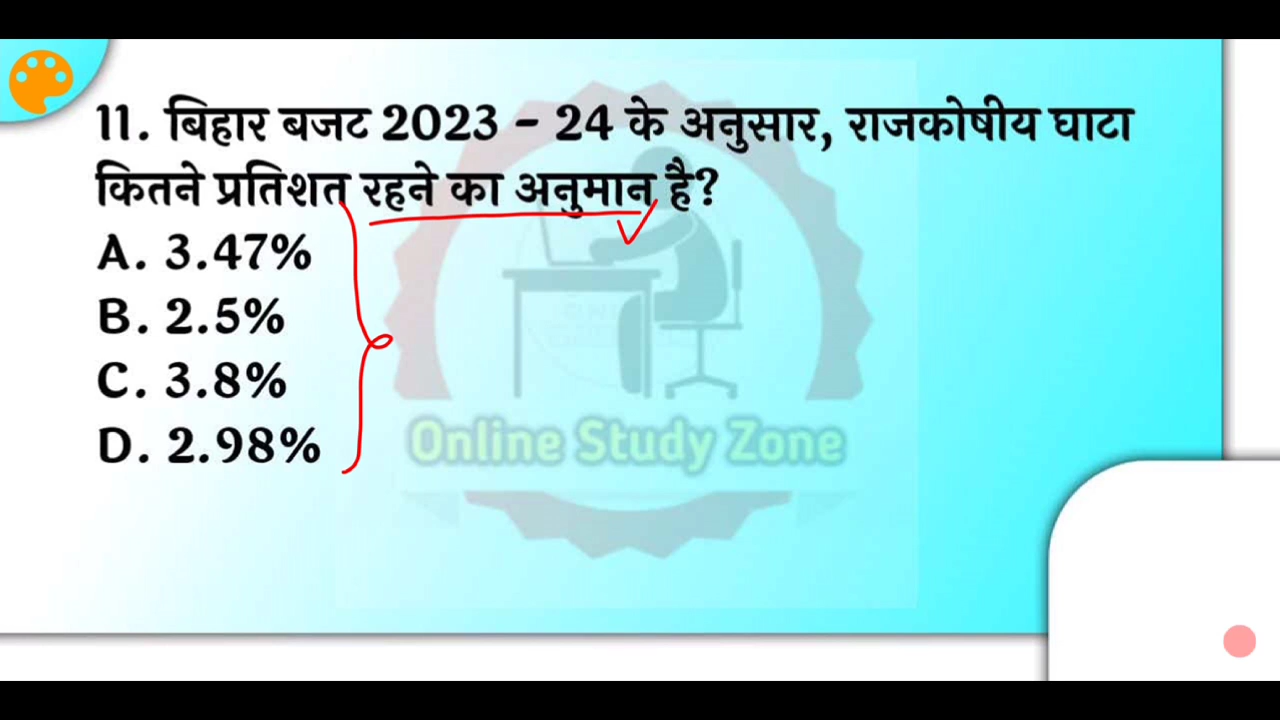 11. बिहार बजट 2023 - 24 के अनुसार, राजकोषीय घाटा
कितने प्रतिशत रहने का अनुमान है?
A. 3.47%
B. 2.5%
C. 3.8%
D. 2.98%
Online Study Zone